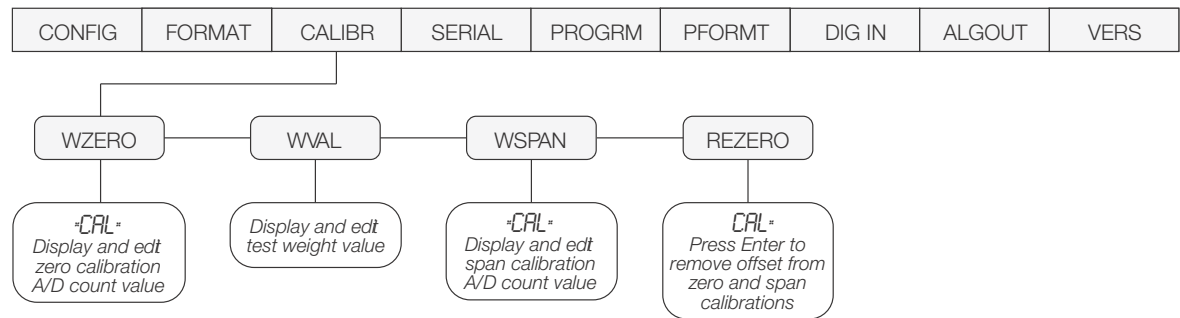 CONFIG FORMAT CALIBR SERIAL PROGRM PFORMT DIG IN ALGOUT VERS
WZERO WVAL WSPAN REZERO
*CAL*
Display and edt
zero calibration
A/D count value
Display and edt
test weight value
*CAL*
Display and edt
span calibration
A/D count value
CAL*
Press Enter to
remove offset from
zero and span
calibrations